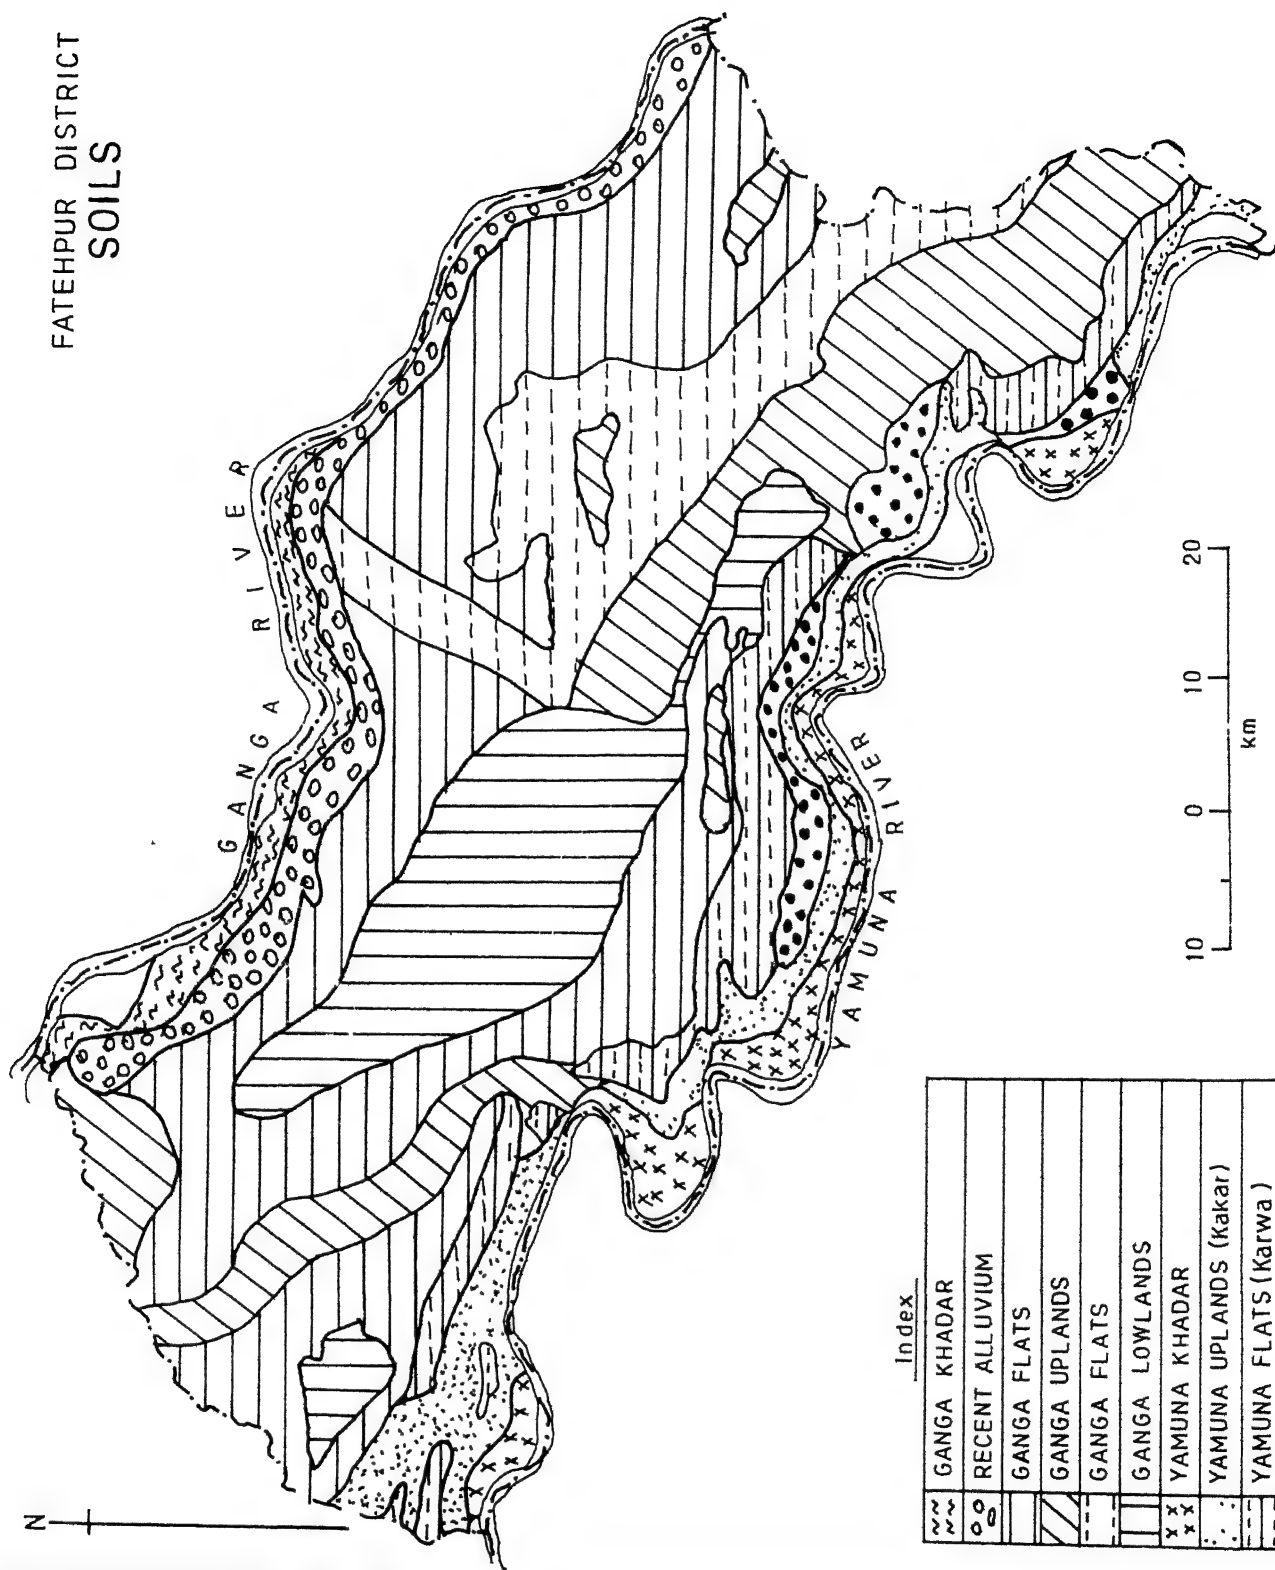 FATEHPUR DISTRICT
SOILS
N
GANGA RIVER
YAMUNA RIVER
10 0 10 20
km
Index
GANGA KHADAR
RECENT ALLUVIUM
GANGA FLATS
GANGA UPLANDS
GANGA FLATS
GANGA LOWLANDS
YAMUNA KHADAR
YAMUNA UPLANDS (Kakar)
YAMUNA FLATS (Karwa)